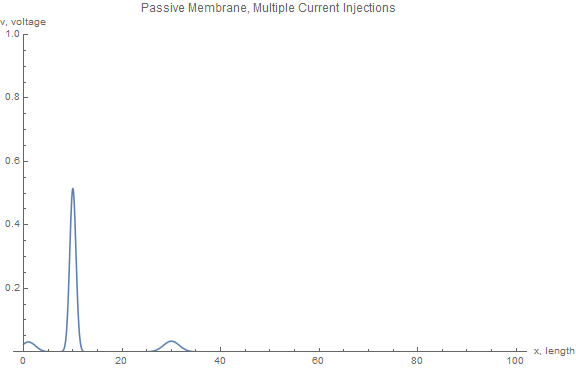 Passive Membrane, Multiple Current Injections
v, voltage
1.0
0.8
0.6
0.4
0.2
0 20 40 60 80 100 x, length